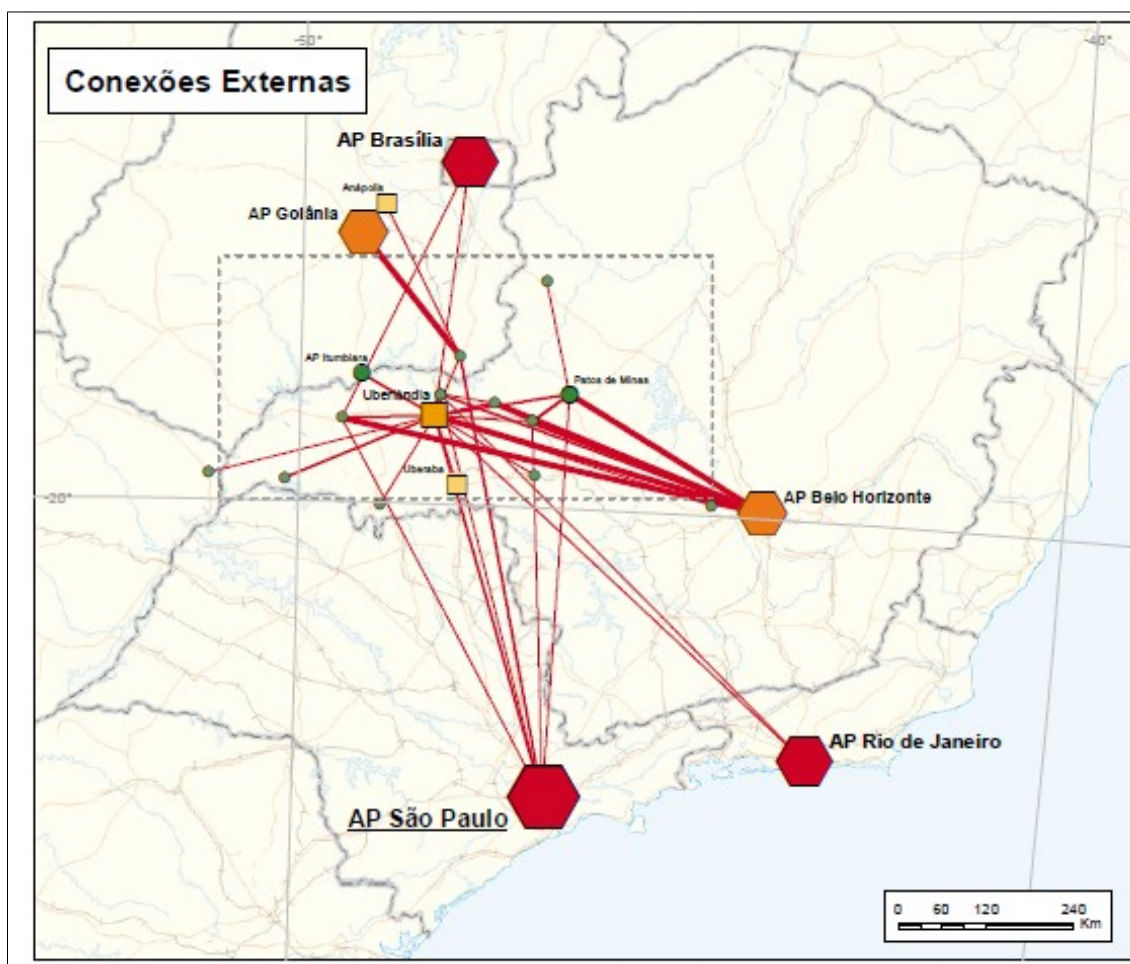 -50°
-40°
Conexões Externas
AP Brasília
Anápolis
AP Goiânia
AP Itumbiara
Patos de Minas
Uberlândia
Uberaba
-20°
AP Belo Horizonte
AP Rio de Janeiro
AP São Paulo
0 60 120 240
Km